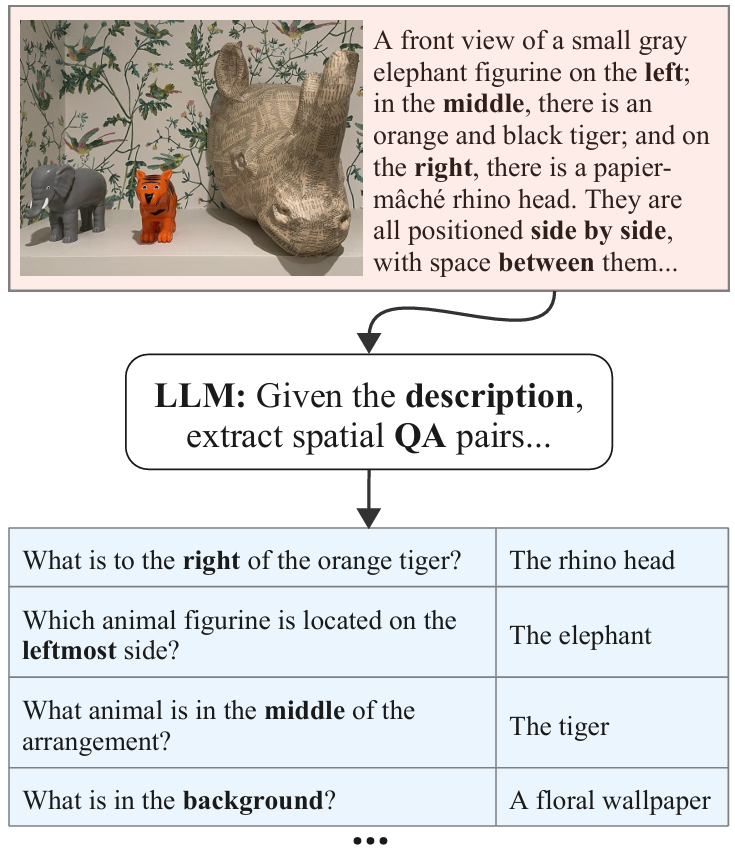 A front view of a small gray
elephant figurine on the left;
in the middle, there is an
orange and black tiger; and on
the right, there is a papier-
mâché rhino head. They are
all positioned side by side,
with space between them...
LLM: Given the description,
extract spatial QA pairs...
What is to the right of the orange tiger?
The rhino head
Which animal figurine is located on the
leftmost side?
The elephant
What animal is in the middle of the
arrangement?
The tiger
What is in the background?
A floral wallpaper
...